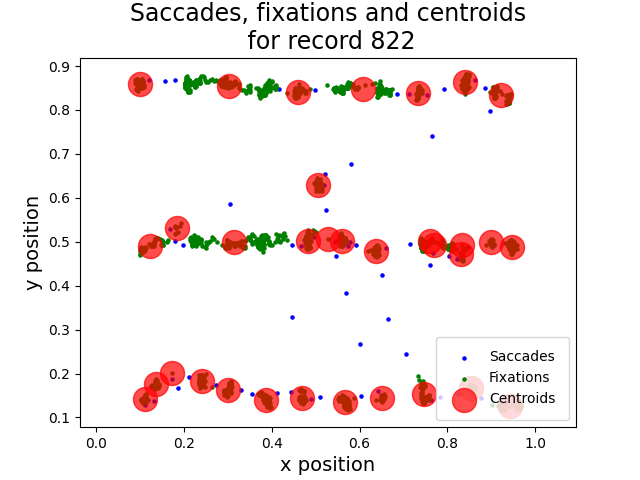 Saccades, fixations and centroids
for record 822
0.9
0.8
0.7
0.6
0.5
0.4
0.3
0.2
0.1
y position
Saccades
Fixations
Centroids
0.0 0.2 0.4 0.6 0.8 1.0
x position